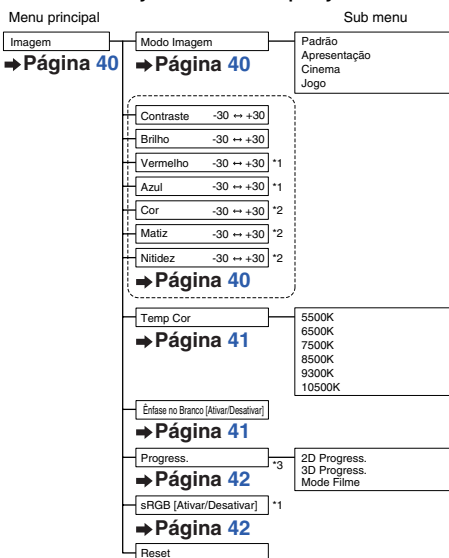 Menu principal
Sub menu
Imagem
➡Página 40
Modo Imagem
➡Página 40
Padrão
Apresentação
Cinema
Jogo
Contraste -30 ↔ +30
Brilho -30 ↔ +30
Vermelho -30 ↔ +30 *1
Azul -30 ↔ +30 *1
Cor -30 ↔ +30 *2
Matiz -30 ↔ +30 *2
Nitidez -30 ↔ +30 *2
➡Página 40
Temp Cor
➡Página 41
5500K
6500K
7500K
8500K
9300K
10500K
Ênfase no Branco [Ativar/Desativar]
➡Página 41
Progress. *3
➡Página 42
2D Progress.
3D Progress.
Mode Filme
sRGB [Ativar/Desativar] *1
➡Página 42
Reset